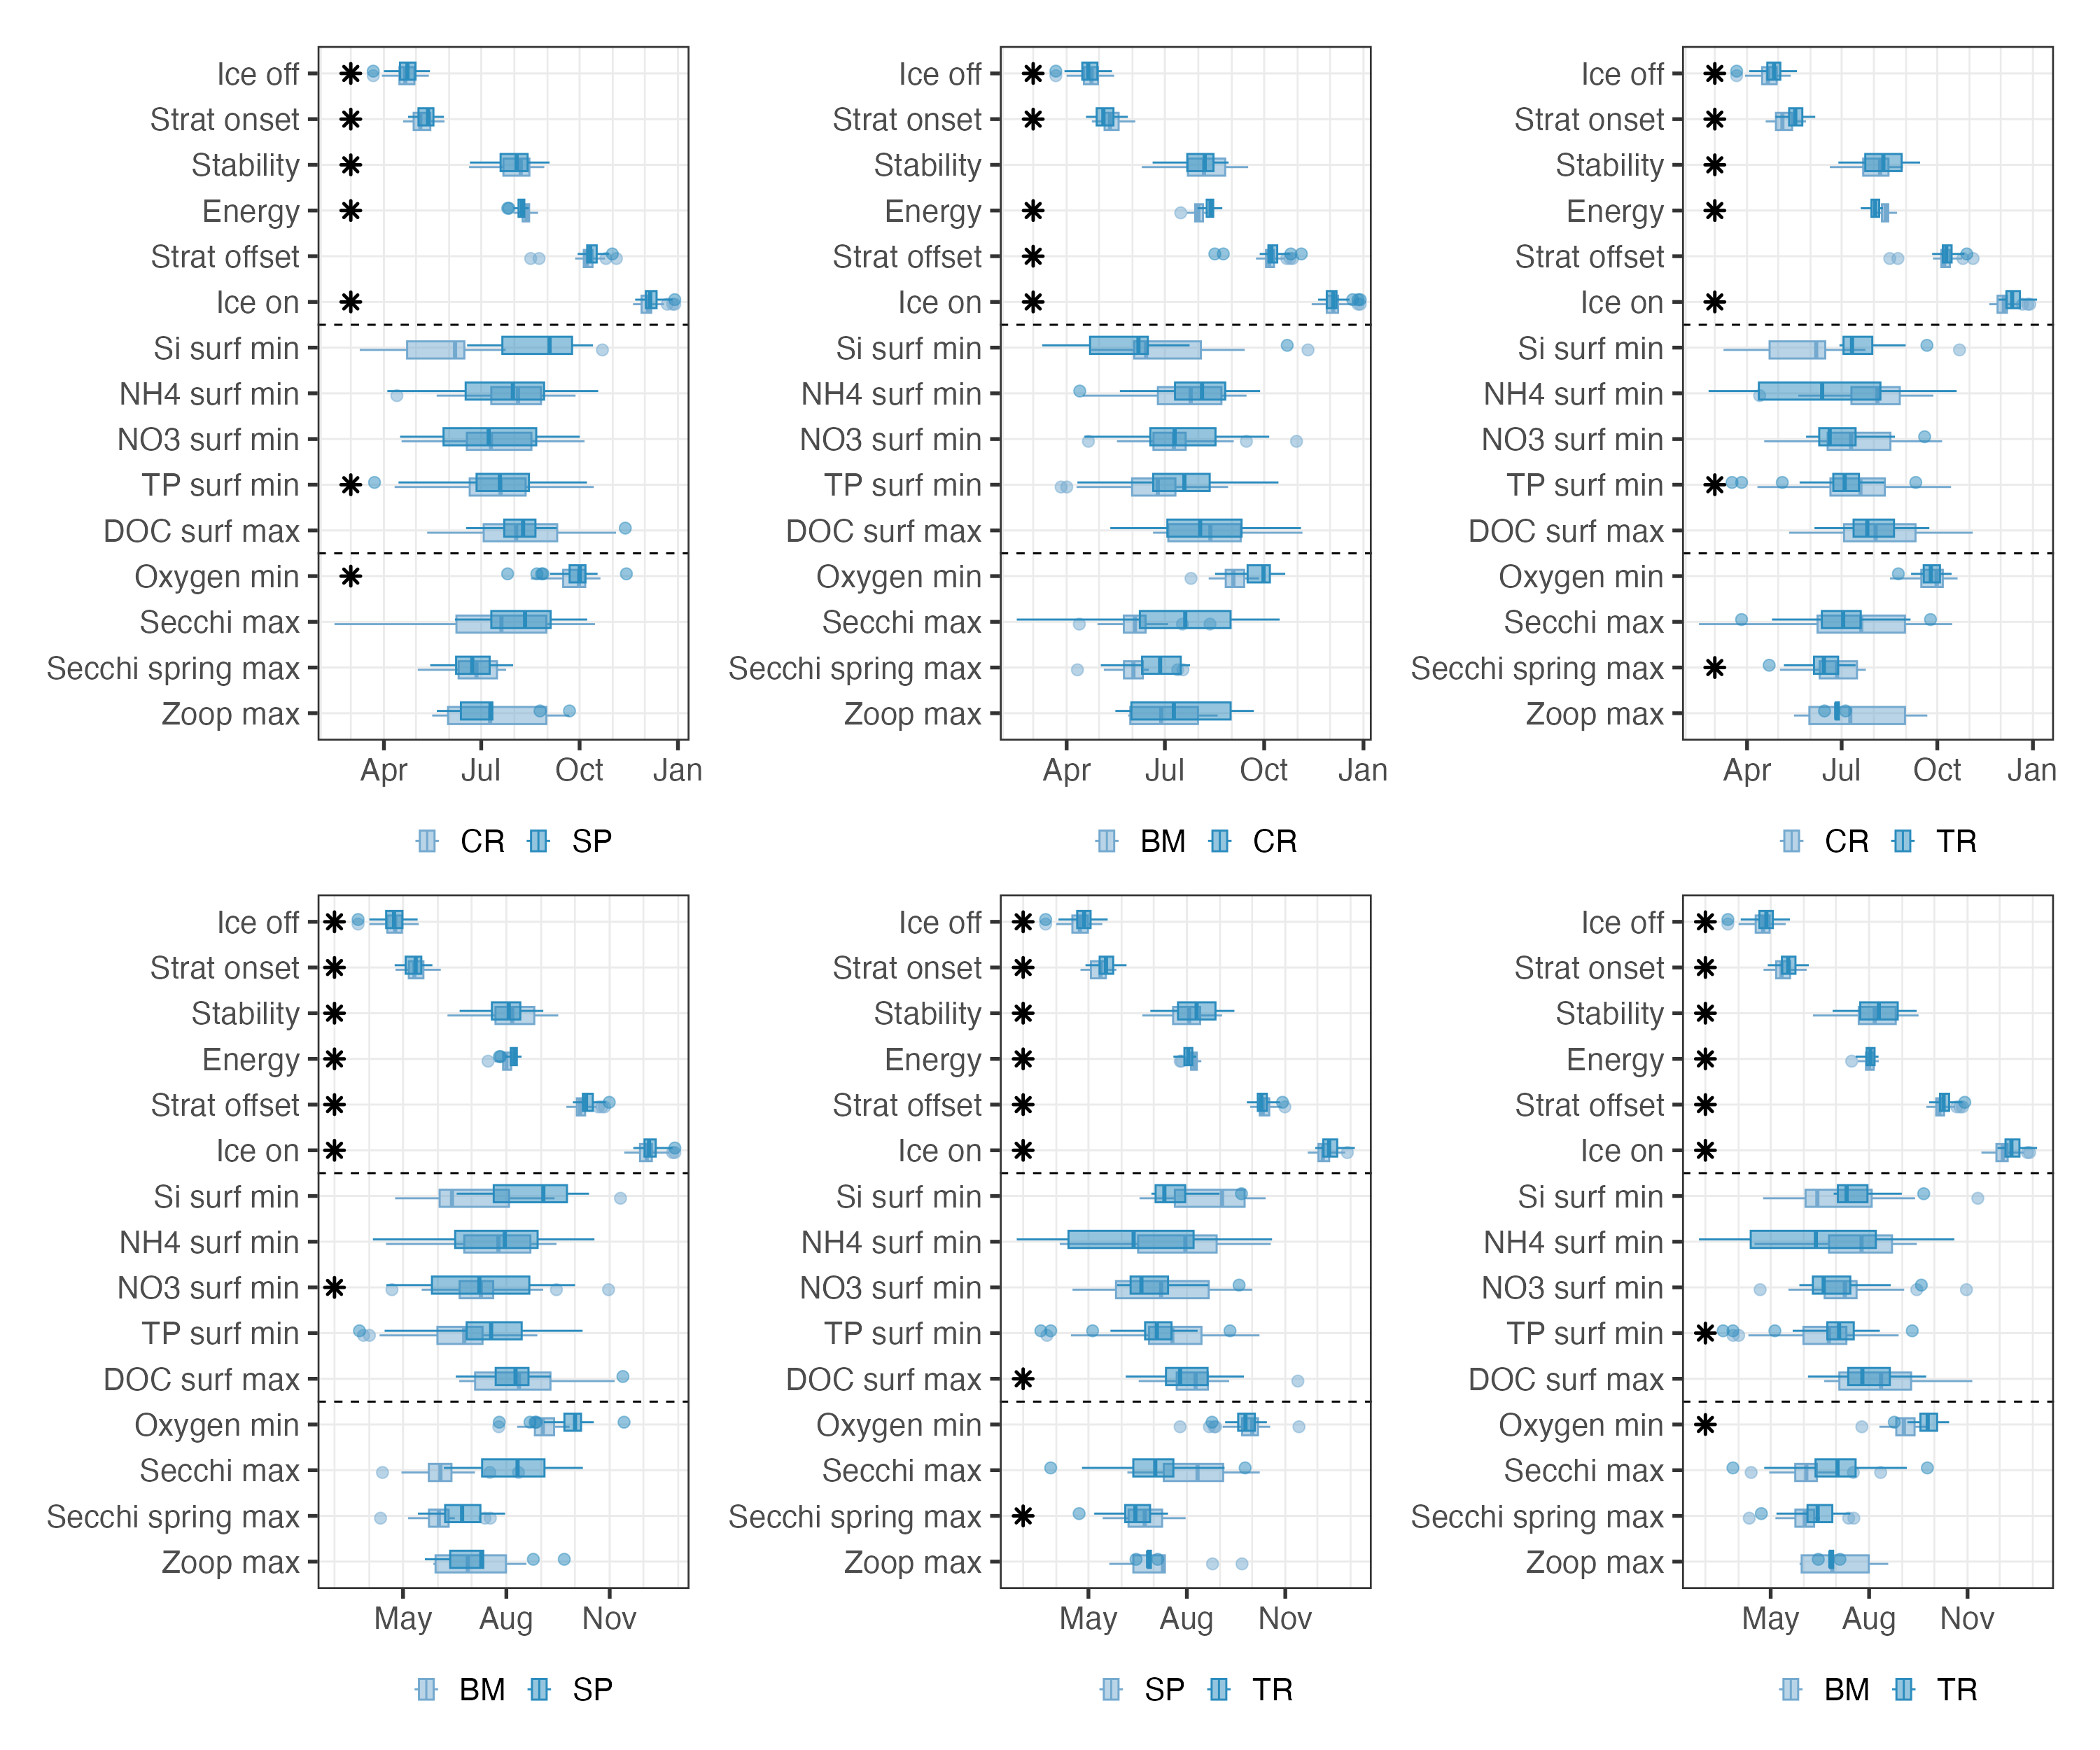 Ice off
Strat onset
Stability
Energy
Strat offset
Ice on
Si surf min
NH4 surf min
NO3 surf min
TP surf min
DOC surf max
Oxygen min
Secchi max
Secchi spring max
Zoop max
Apr Jul Oct Jan
CR SP
Ice off
Strat onset
Stability
Energy
Strat offset
Ice on
Si surf min
NH4 surf min
NO3 surf min
TP surf min
DOC surf max
Oxygen min
Secchi max
Secchi spring max
Zoop max
Apr Jul Oct Jan
BM CR
Ice off
Strat onset
Stability
Energy
Strat offset
Ice on
Si surf min
NH4 surf min
NO3 surf min
TP surf min
DOC surf max
Oxygen min
Secchi max
Secchi spring max
Zoop max
Apr Jul Oct Jan
CR TR
Ice off
Strat onset
Stability
Energy
Strat offset
Ice on
Si surf min
NH4 surf min
NO3 surf min
TP surf min
DOC surf max
Oxygen min
Secchi max
Secchi spring max
Zoop max
May Aug Nov
BM SP
Ice off
Strat onset
Stability
Energy
Strat offset
Ice on
Si surf min
NH4 surf min
NO3 surf min
TP surf min
DOC surf max
Oxygen min
Secchi max
Secchi spring max
Zoop max
May Aug Nov
SP TR
Ice off
Strat onset
Stability
Energy
Strat offset
Ice on
Si surf min
NH4 surf min
NO3 surf min
TP surf min
DOC surf max
Oxygen min
Secchi max
Secchi spring max
Zoop max
May Aug Nov
BM TR